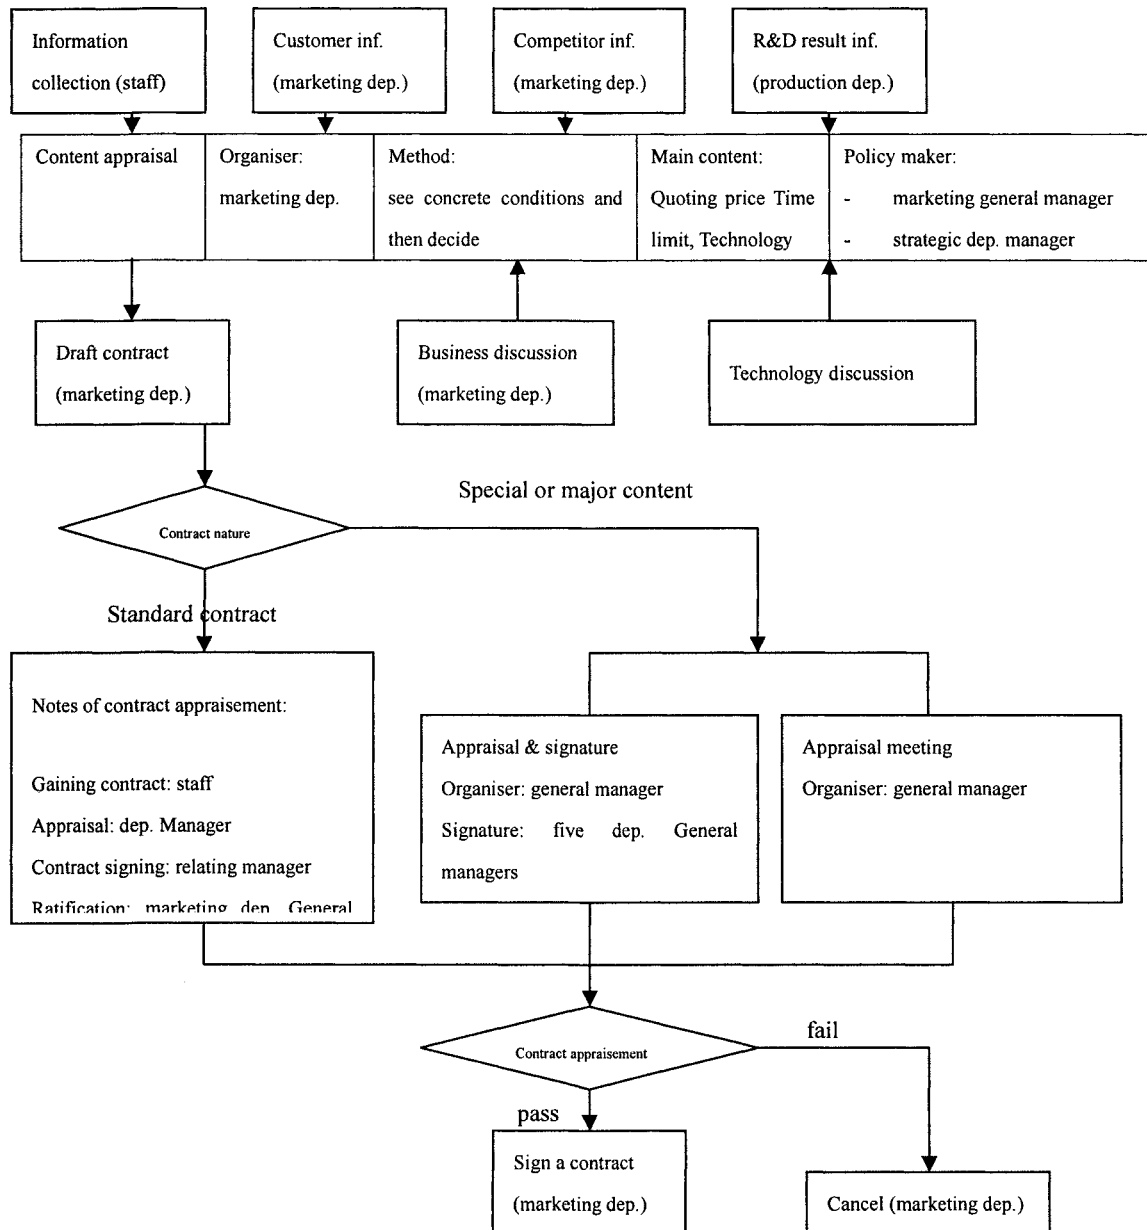 Information
collection (staff)
Customer inf.
(marketing dep.)
Competitor inf.
(marketing dep.)
R&D result inf.
(production dep.)
Content appraisal
Organiser:
marketing dep.
Method:
see concrete conditions and
then decide
Main content:
Quoting price Time
limit, Technology
Policy maker:
- marketing general manager
- strategic dep. manager
Draft contract
(marketing dep.)
Business discussion
(marketing dep.)
Technology discussion
Contract nature
Special or major content
Standard contract
Notes of contract appraisement:
Gaining contract: staff
Appraisal: dep. Manager
Contract signing: relating manager
Ratification: marketing dep. General
Appraisal & signature
Organiser: general manager
Signature: five dep. General
managers
Appraisal meeting
Organiser: general manager
Contract appraisement
fail
pass
Sign a contract
(marketing dep.)
Cancel (marketing dep.)